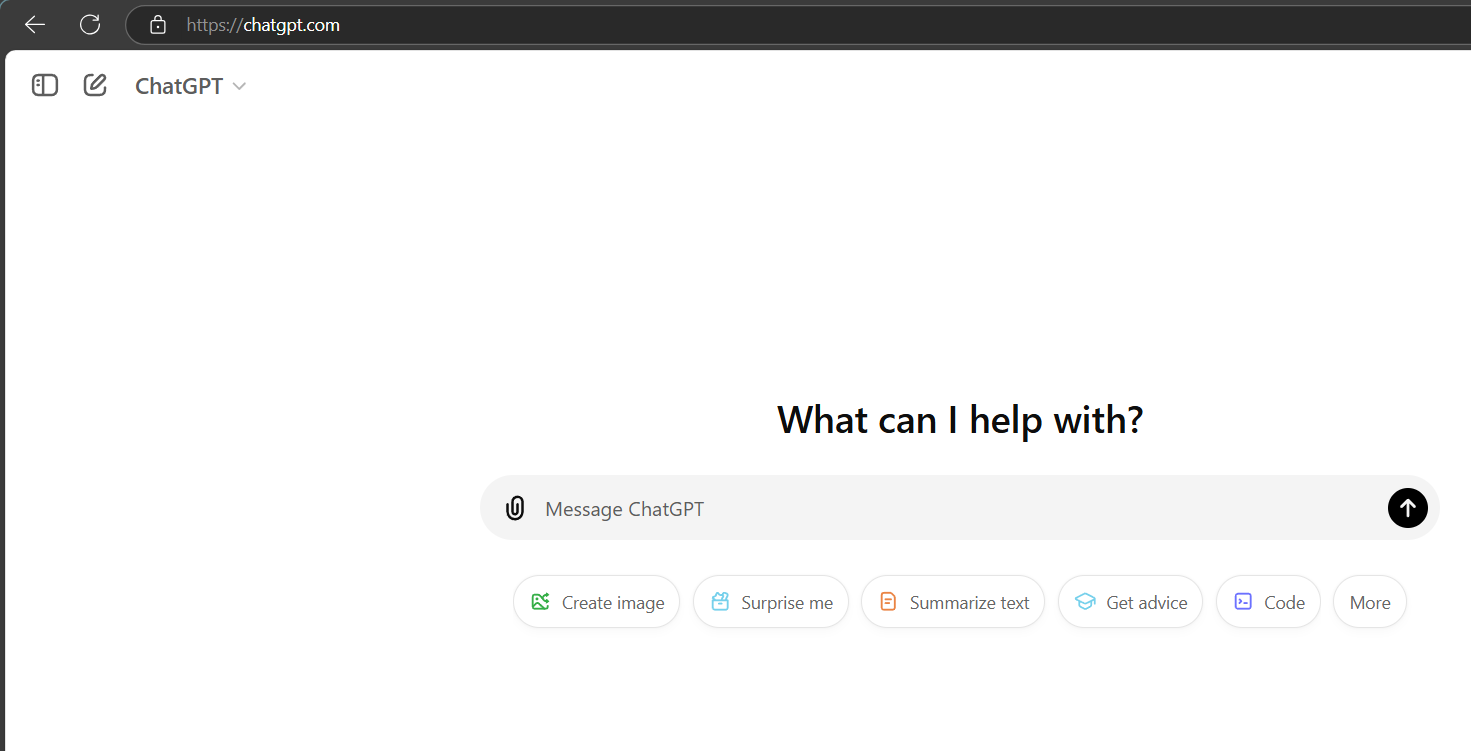 https://chatgpt.com
ChatGPT
What can I help with?
Message ChatGPT
Create image
Surprise me
Summarize text
Get advice
Code
More